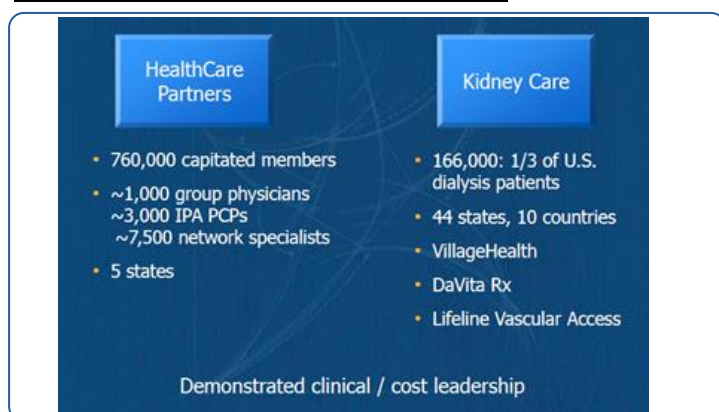 HealthCare
Partners
• 760,000 capitated members
• ~1,000 group physicians
~3,000 IPA PCPs
~7,500 network specialists
• 5 states
Kidney Care
• 166,000: 1/3 of U.S.
dialysis patients
• 44 states, 10 countries
• VillageHealth
• DaVita Rx
• Lifeline Vascular Access
Demonstrated clinical / cost leadership